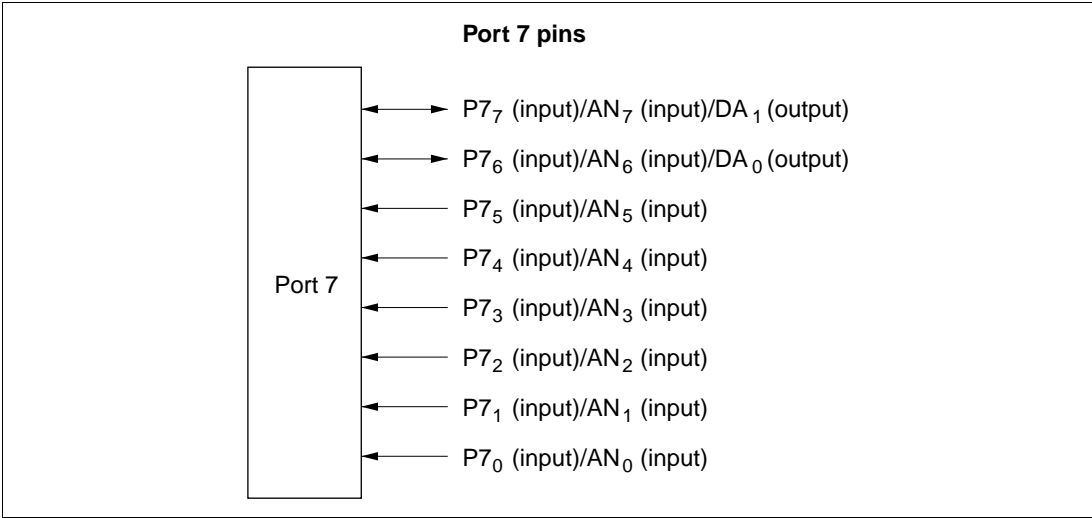 Port 7 pins
P7₇ (input)/AN₇ (input)/DA₁ (output)
P7₆ (input)/AN₆ (input)/DA₀ (output)
P7₅ (input)/AN₅ (input)
P7₄ (input)/AN₄ (input)
Port 7
P7₃ (input)/AN₃ (input)
P7₂ (input)/AN₂ (input)
P7₁ (input)/AN₁ (input)
P7₀ (input)/AN₀ (input)